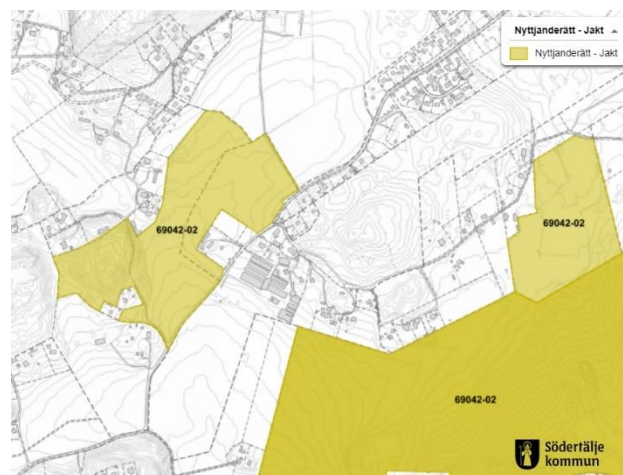 Nyttjanderätt - Jakt
Nyttjanderätt - Jakt
69042-02
69042-02
69042-02
Södertälje
kommun